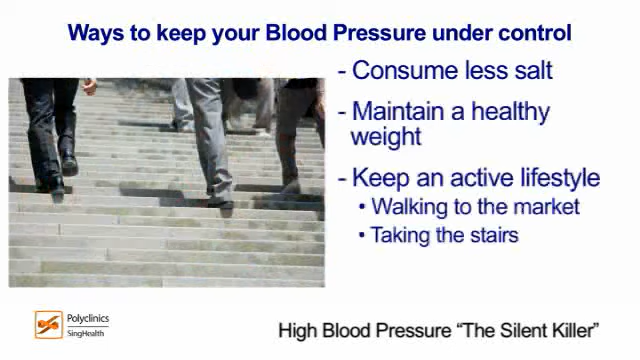 Ways to keep your Blood Pressure under control
- Consume less salt
- Maintain a healthy
weight
- Keep an active lifestyle
• Walking to the market
• Taking the stairs
Polyclinics
SingHealth
High Blood Pressure “The Silent Killer”